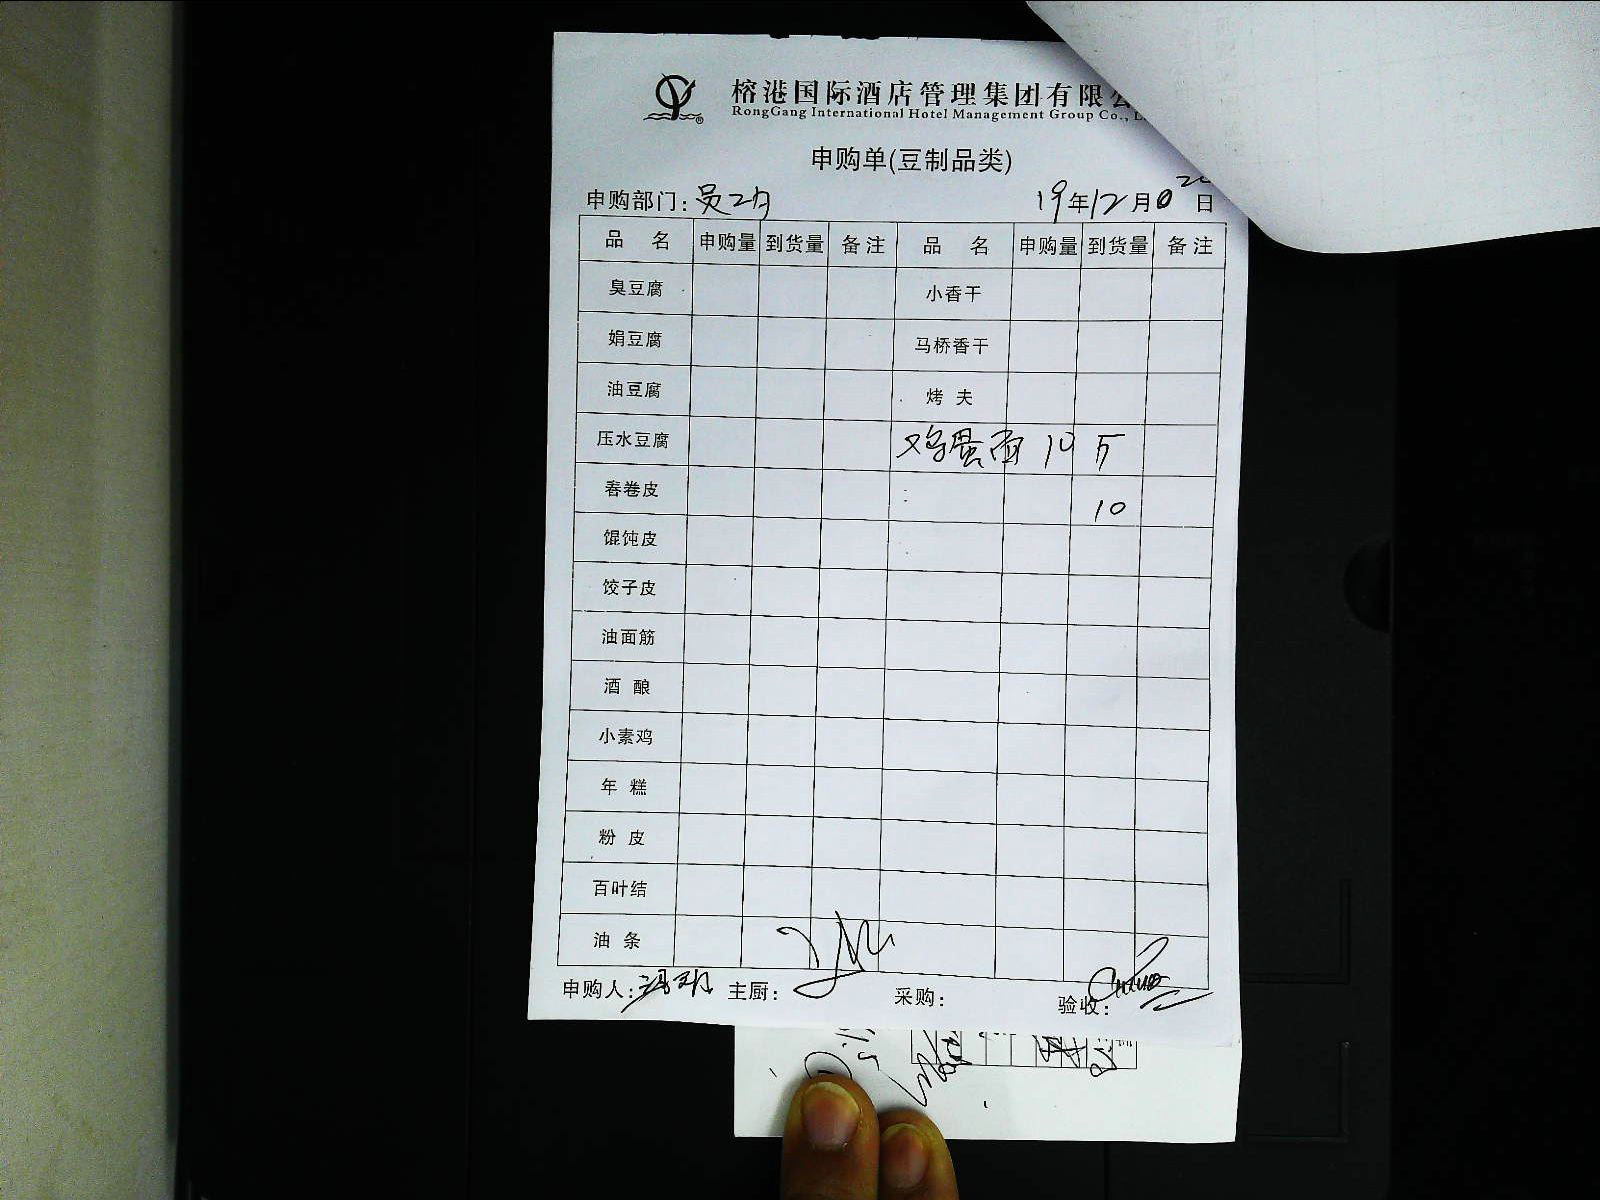 榕港国际酒店管理集团有限公
RongGang International Hotel Management Group Co., L
申购单(豆制品类)
申购部门: 员工 19年12月 日
品 名 申购量 到货量 备注 品 名 申购量 到货量 备注
臭豆腐 小香干
娟豆腐 马桥香干
油豆腐 烤 夫
压水豆腐 鸡蛋面 10 斤
春卷皮 10
馄饨皮
饺子皮
油面筋
酒 酿
小素鸡
年 糕
粉 皮
百叶结
油 条
申购人: 主厨: 采购: 验收: